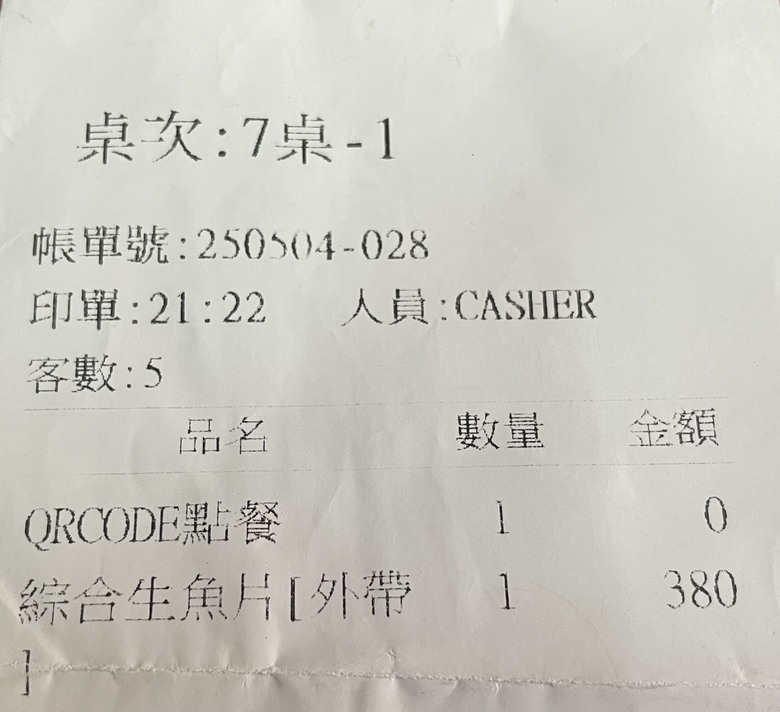 桌次:7桌-1
帳單號:250504-028
印單:21:22 人員:CASHER
客數:5
品名 數量 金額
QRCODE點餐 1 0
綜合生魚片[外帶 1 380
]